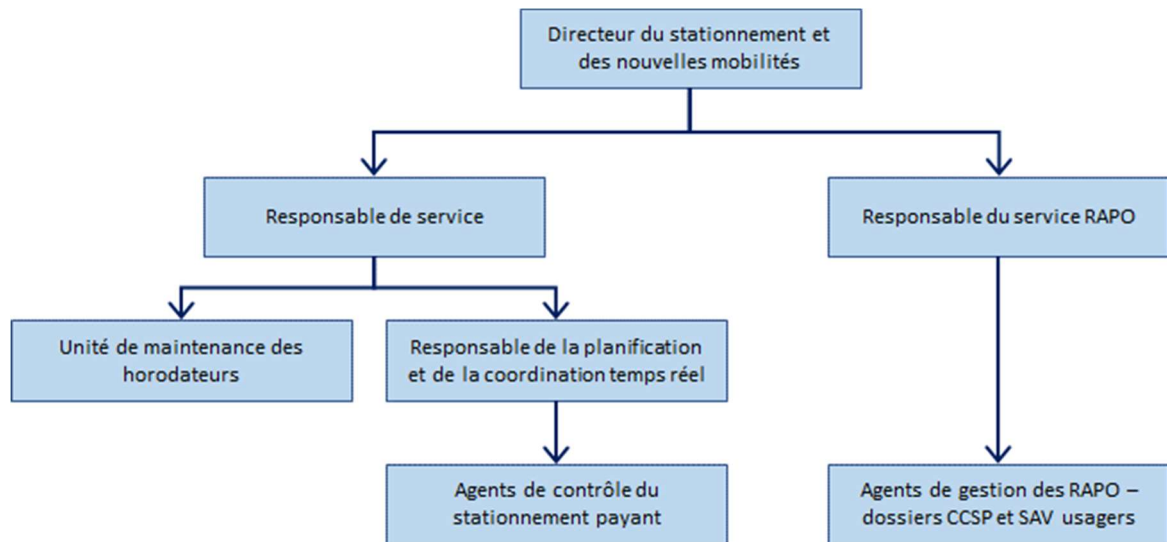 Directeur du stationnement et
des nouvelles mobilités
Responsable de service
Responsable du service RAPO
Unité de maintenance des
horodateurs
Responsable de la planification
et de la coordination temps réel
Agents de contrôle du
stationnement payant
Agents de gestion des RAPO –
dossiers CCSP et SAV usagers